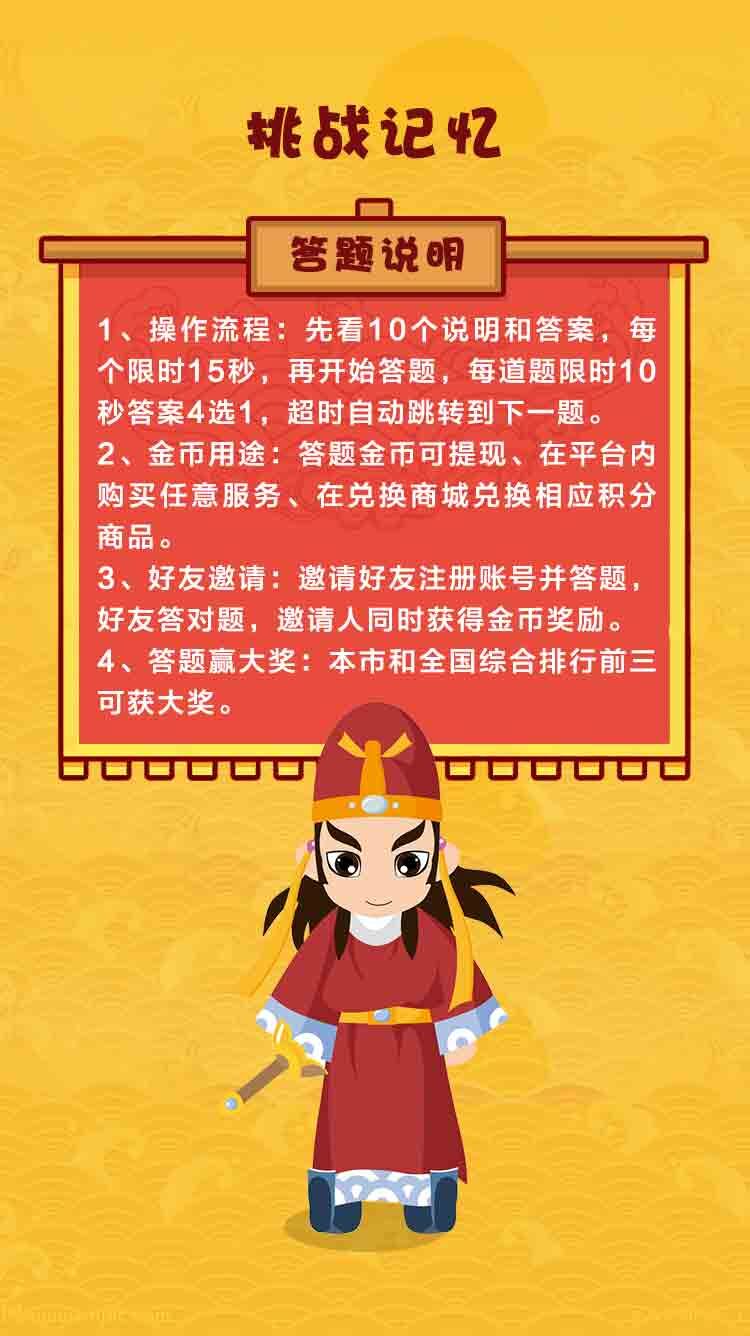 挑战记忆
答题说明
1、操作流程：先看10个说明和答案，每
个限时15秒，再开始答题，每道题限时10
秒答案4选1，超时自动跳转到下一题。
2、金币用途：答题金币可提现、在平台内
购买任意服务、在兑换商城兑换相应积分
商品。
3、好友邀请：邀请好友注册账号并答题，
好友答对题，邀请人同时获得金币奖励。
4、答题赢大奖：本市和全国综合排行前三
可获大奖。